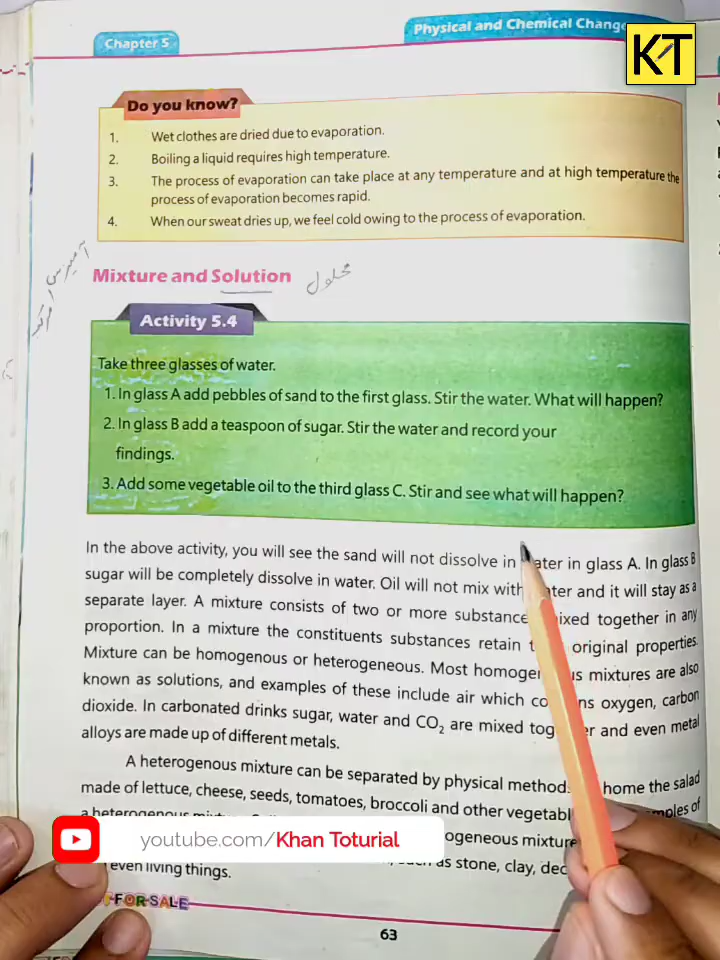 Chapter 5
Physical and Chemical Change
KT
Do you know?
1. Wet clothes are dried due to evaporation.
2. Boiling a liquid requires high temperature.
3. The process of evaporation can take place at any temperature and at high temperature the
process of evaporation becomes rapid.
4. When our sweat dries up, we feel cold owing to the process of evaporation.
Mixture and Solution محلول
Activity 5.4
Take three glasses of water.
1. In glass A add pebbles of sand to the first glass. Stir the water. What will happen?
2. In glass B add a teaspoon of sugar. Stir the water and record your
findings.
3. Add some vegetable oil to the third glass C. Stir and see what will happen?
In the above activity, you will see the sand will not dissolve in water in glass A. In glass B
sugar will be completely dissolve in water. Oil will not mix with water and it will stay as a
separate layer. A mixture consists of two or more substance mixed together in any
proportion. In a mixture the constituents substances retain original properties.
Mixture can be homogenous or heterogeneous. Most homogenous mixtures are also
known as solutions, and examples of these include air which contains oxygen, carbon
dioxide. In carbonated drinks sugar, water and CO₂ are mixed together and even metal
alloys are made up of different metals.
A heterogenous mixture can be separated by physical method. home the salad
made of lettuce, cheese, seeds, tomatoes, broccoli and other vegetables of
a heterogenous mixture
as stone, clay,
even living things.
youtube.com/Khan Toturial
FOR SALE
63